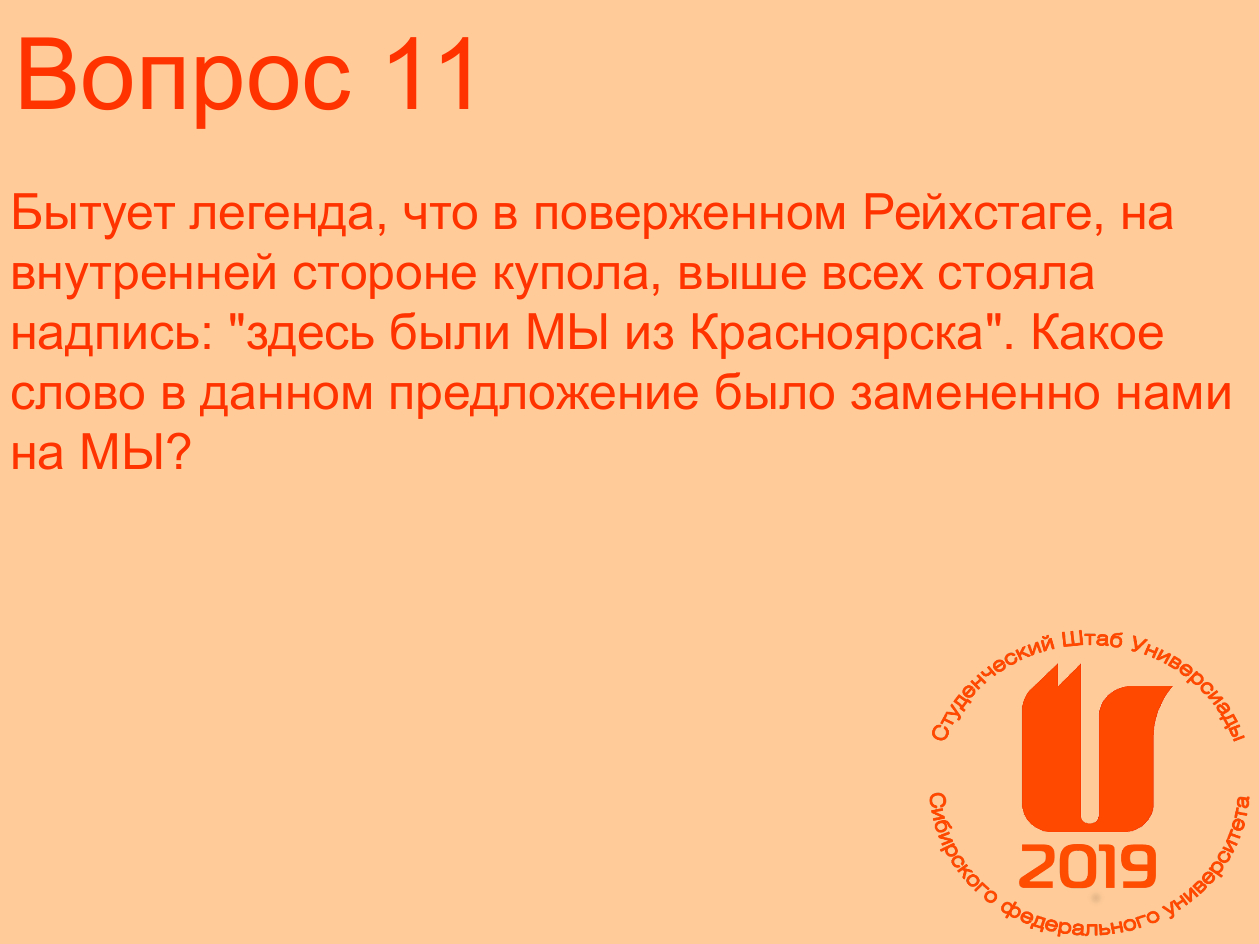 Вопрос 11
Бытует легенда, что в поверженном Рейхстаге, на
внутренней стороне купола, выше всех стояла
надпись: "здесь были МЫ из Красноярска". Какое
слово в данном предложение было замененно нами
на МЫ?
Студенческий Штаб Универсиады
2019
Сибирского федерального университета